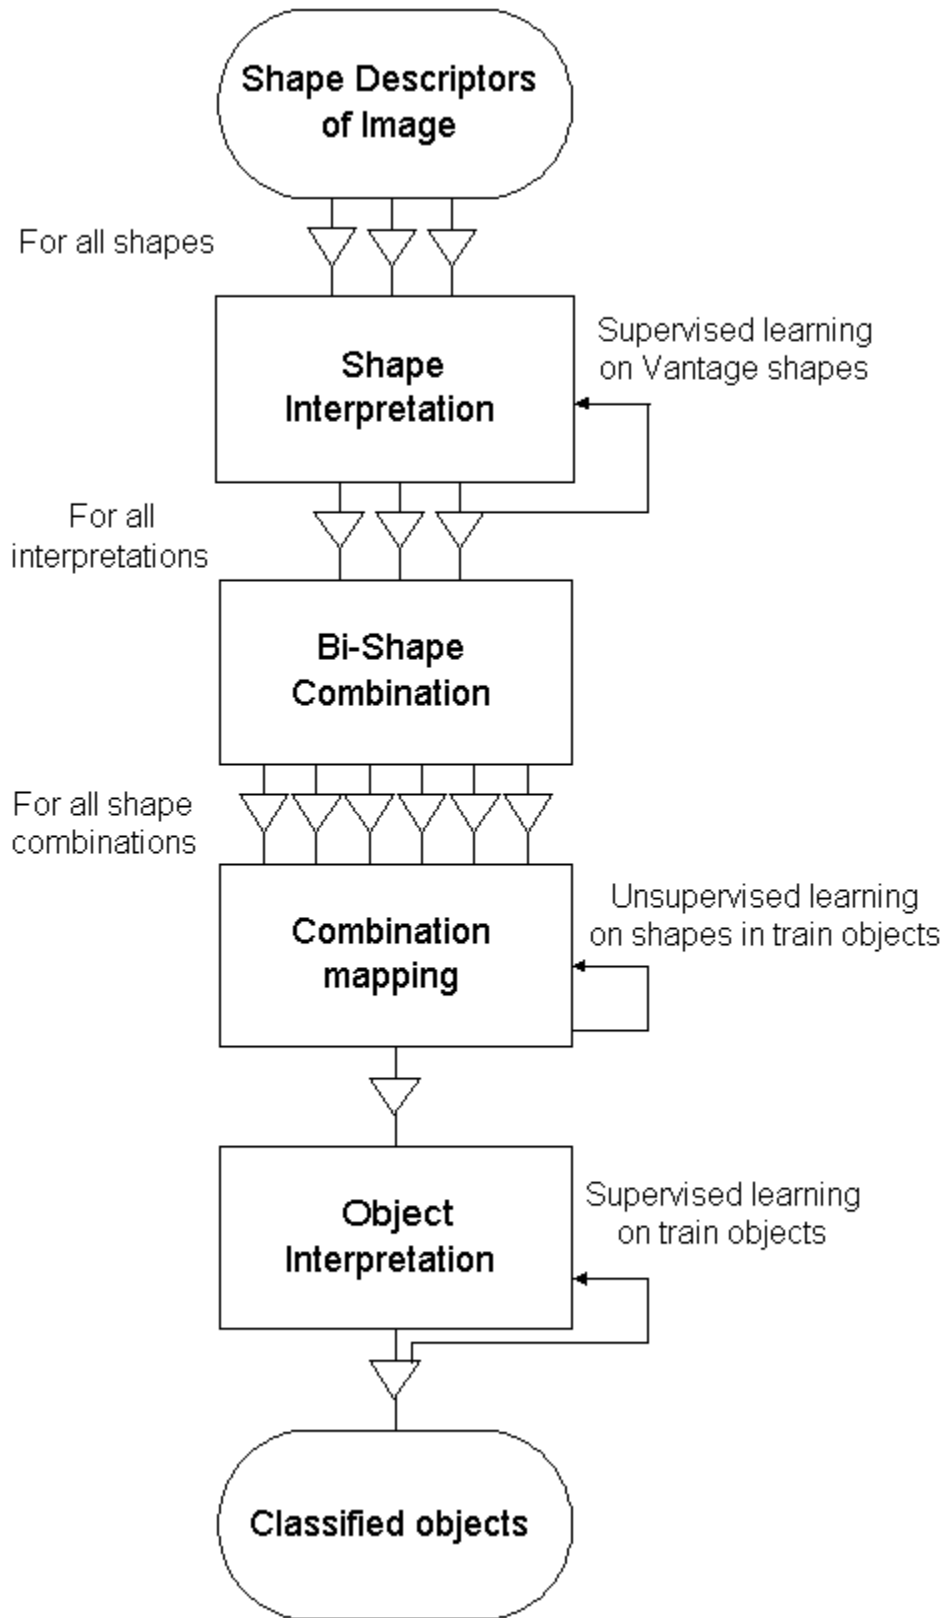 Shape Descriptors
of Image
For all shapes
Shape
Interpretation
Supervised learning
on Vantage shapes
For all
interpretations
Bi-Shape
Combination
For all shape
combinations
Combination
mapping
Unsupervised learning
on shapes in train objects
Object
Interpretation
Supervised learning
on train objects
Classified objects